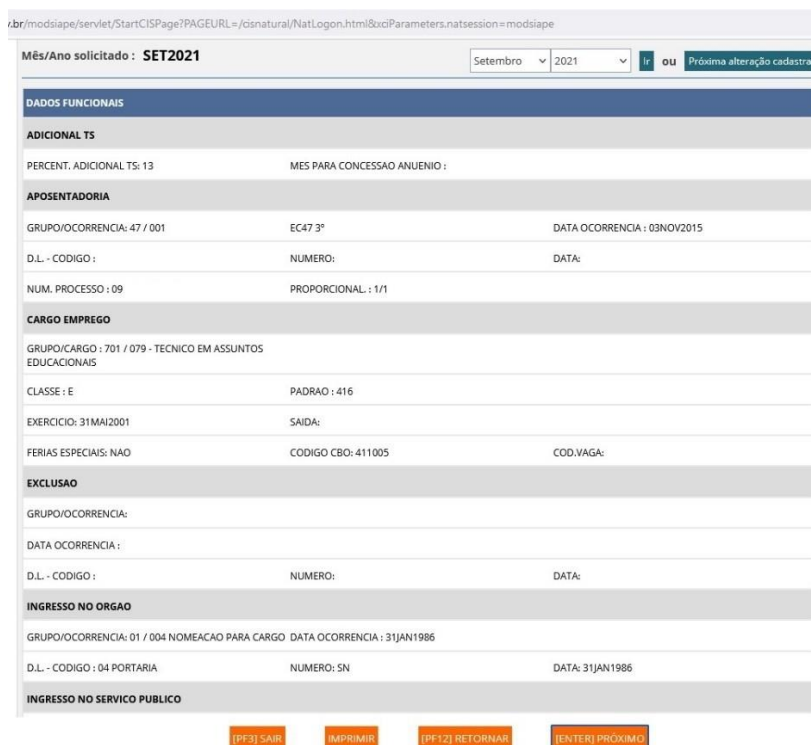 .br/modsiape/servlet/StartCISPage?PAGEURL=/cisnatural/NatLogon.html&xciParameters.natsession=modsiape
Mês/Ano solicitado : SET2021 Setembro 2021 Ir ou Próxima alteração cadastra
DADOS FUNCIONAIS
ADICIONAL TS
PERCENT. ADICIONAL TS: 13 MES PARA CONCESSAO ANUENIO :
APOSENTADORIA
GRUPO/OCORRENCIA: 47 / 001 EC47 3º DATA OCORRENCIA : 03NOV2015
D.L. - CODIGO : NUMERO: DATA:
NUM. PROCESSO : 09 PROPORCIONAL. : 1/1
CARGO EMPREGO
GRUPO/CARGO : 701 / 079 - TECNICO EM ASSUNTOS
EDUCACIONAIS
CLASSE : E PADRAO : 416
EXERCICIO: 31MAI2001 SAIDA:
FERIAS ESPECIAIS: NAO CODIGO CBO: 411005 COD.VAGA:
EXCLUSAO
GRUPO/OCORRENCIA:
DATA OCORRENCIA :
D.L. - CODIGO : NUMERO: DATA:
INGRESSO NO ORGAO
GRUPO/OCORRENCIA: 01 / 004 NOMEACAO PARA CARGO DATA OCORRENCIA : 31JAN1986
D.L. - CODIGO : 04 PORTARIA NUMERO: SN DATA: 31JAN1986
INGRESSO NO SERVICO PUBLICO
[PF3] SAIR IMPRIMIR [PF12] RETORNAR [ENTER] PRÓXIMO